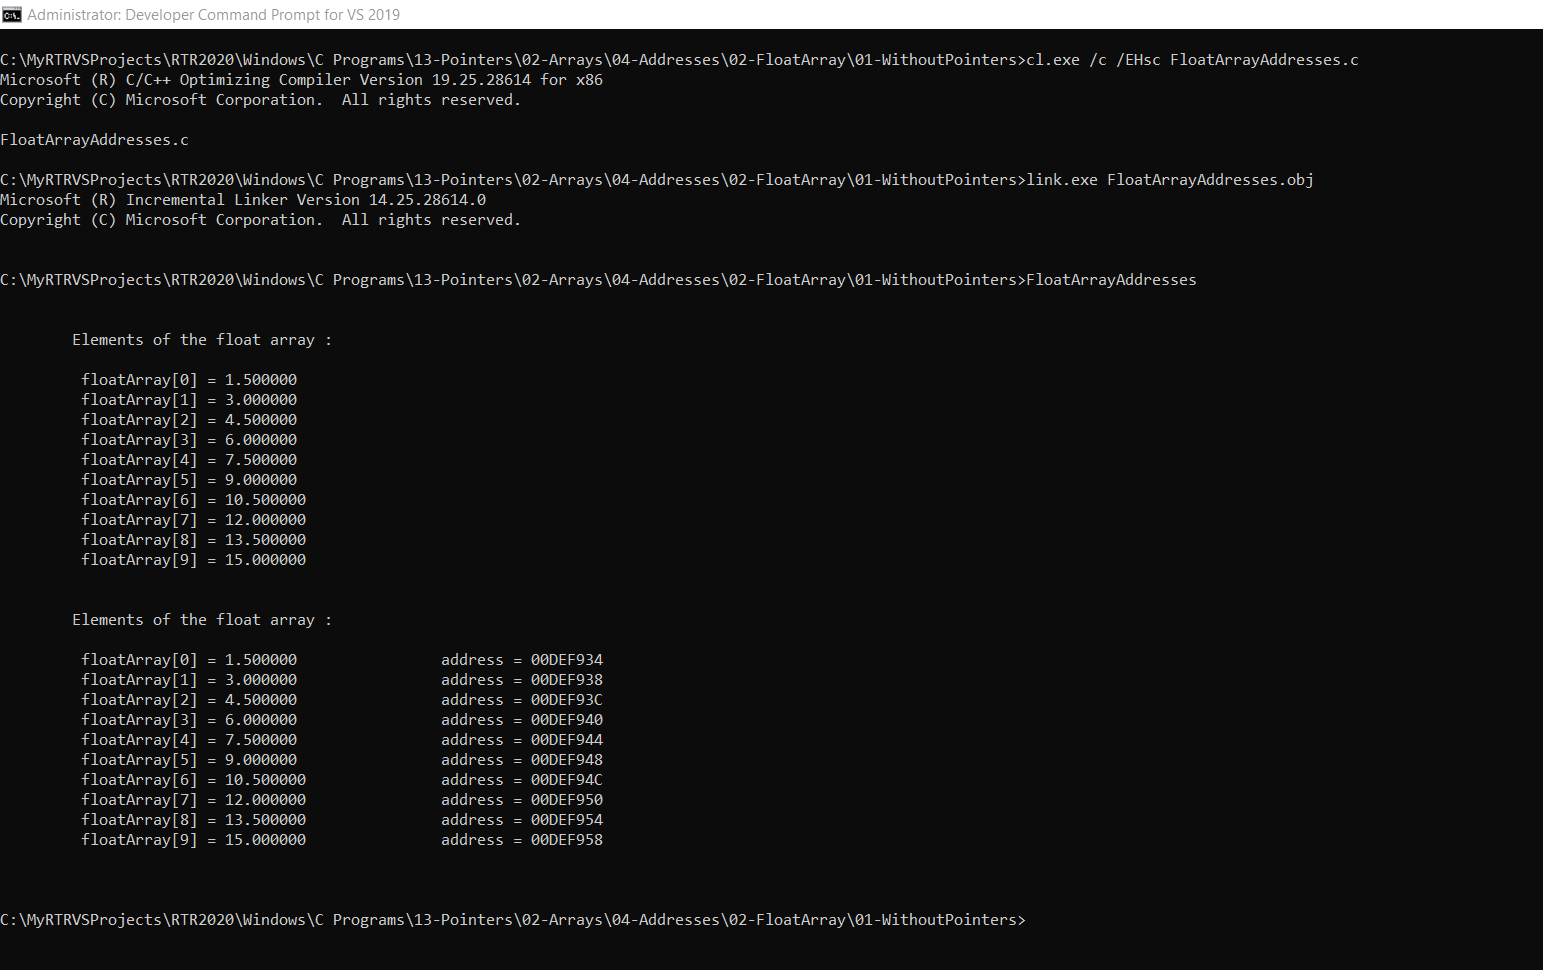 Administrator: Developer Command Prompt for VS 2019
C:\MyRTRVSProjects\RTR2020\Windows\C Programs\13-Pointers\02-Arrays\04-Addresses\02-FloatArray\01-WithoutPointers>cl.exe /c /EHsc FloatArrayAddresses.c
Microsoft (R) C/C++ Optimizing Compiler Version 19.25.28614 for x86
Copyright (C) Microsoft Corporation.  All rights reserved.
FloatArrayAddresses.c
C:\MyRTRVSProjects\RTR2020\Windows\C Programs\13-Pointers\02-Arrays\04-Addresses\02-FloatArray\01-WithoutPointers>link.exe FloatArrayAddresses.obj
Microsoft (R) Incremental Linker Version 14.25.28614.0
Copyright (C) Microsoft Corporation.  All rights reserved.
C:\MyRTRVSProjects\RTR2020\Windows\C Programs\13-Pointers\02-Arrays\04-Addresses\02-FloatArray\01-WithoutPointers>FloatArrayAddresses
Elements of the float array :
floatArray[0] = 1.500000
floatArray[1] = 3.000000
floatArray[2] = 4.500000
floatArray[3] = 6.000000
floatArray[4] = 7.500000
floatArray[5] = 9.000000
floatArray[6] = 10.500000
floatArray[7] = 12.000000
floatArray[8] = 13.500000
floatArray[9] = 15.000000
Elements of the float array :
floatArray[0] = 1.500000 address = 00DEF934
floatArray[1] = 3.000000 address = 00DEF938
floatArray[2] = 4.500000 address = 00DEF93C
floatArray[3] = 6.000000 address = 00DEF940
floatArray[4] = 7.500000 address = 00DEF944
floatArray[5] = 9.000000 address = 00DEF948
floatArray[6] = 10.500000 address = 00DEF94C
floatArray[7] = 12.000000 address = 00DEF950
floatArray[8] = 13.500000 address = 00DEF954
floatArray[9] = 15.000000 address = 00DEF958
C:\MyRTRVSProjects\RTR2020\Windows\C Programs\13-Pointers\02-Arrays\04-Addresses\02-FloatArray\01-WithoutPointers>